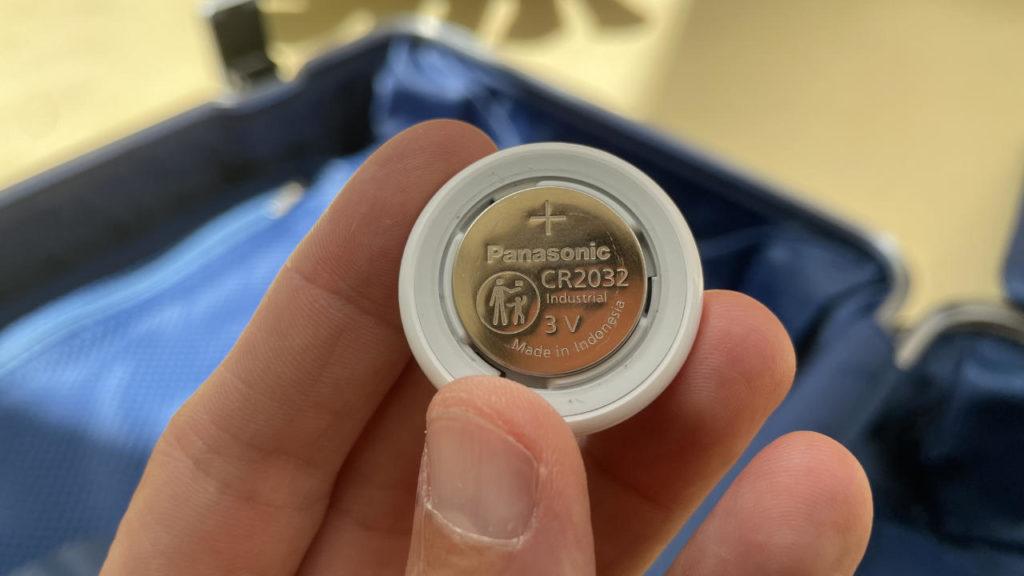 +
Panasonic
CR2032
Industrial
3 V
Made in Indonesia